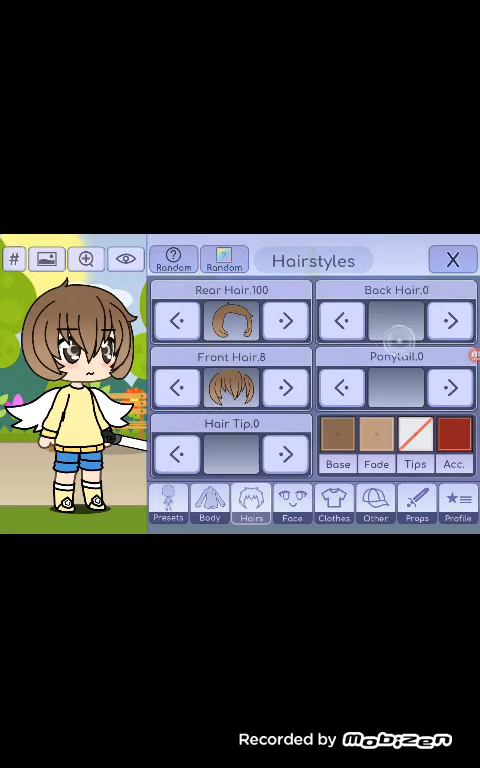 #
Random
Random
Hairstyles
X
Rear Hair.100
Back Hair.0
Front Hair.8
Ponytail.0
Hair Tip.0
Base
Fade
Tips
Acc.
Presets
Body
Hairs
Face
Clothes
Other
Props
Profile
Recorded by Mobizen